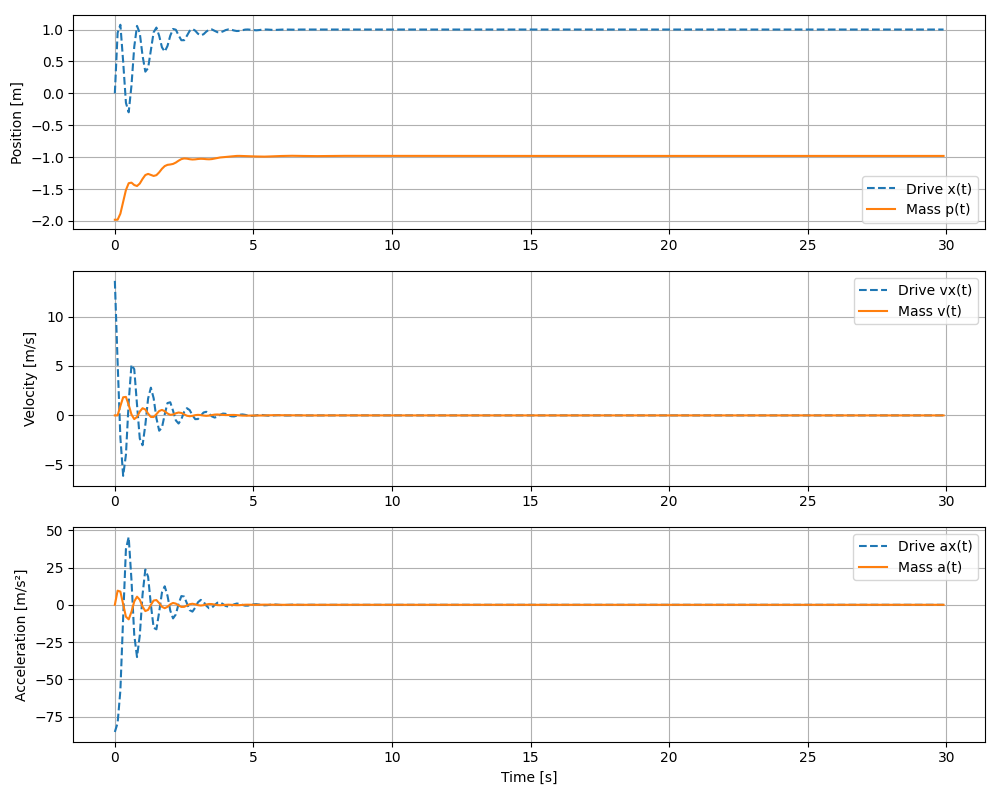 1.0
0.5
0.0
−0.5
−1.0
−1.5
−2.0
Position [m]
Drive x(t)
Mass p(t)
0 5 10 15 20 25 30
10
5
0
−5
Velocity [m/s]
Drive vx(t)
Mass v(t)
0 5 10 15 20 25 30
50
25
0
−25
−50
−75
Acceleration [m/s²]
Drive ax(t)
Mass a(t)
0 5 10 15 20 25 30
Time [s]